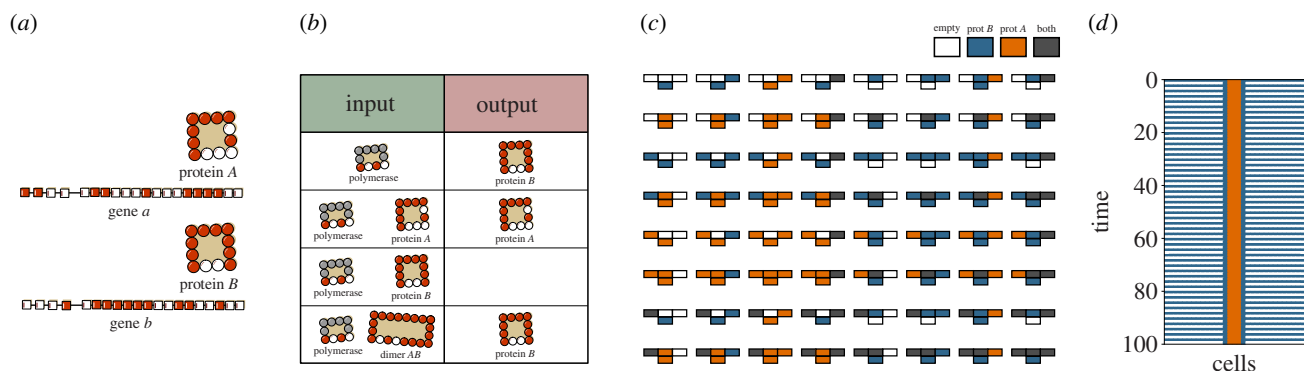 (a)
protein A
gene a
protein B
gene b
(b)
input output
polymerase protein B
polymerase protein A protein A
polymerase protein B
polymerase dimer AB protein B
(c)
empty prot B prot A both
(d)
0
20
40
60
80
100
time
cells